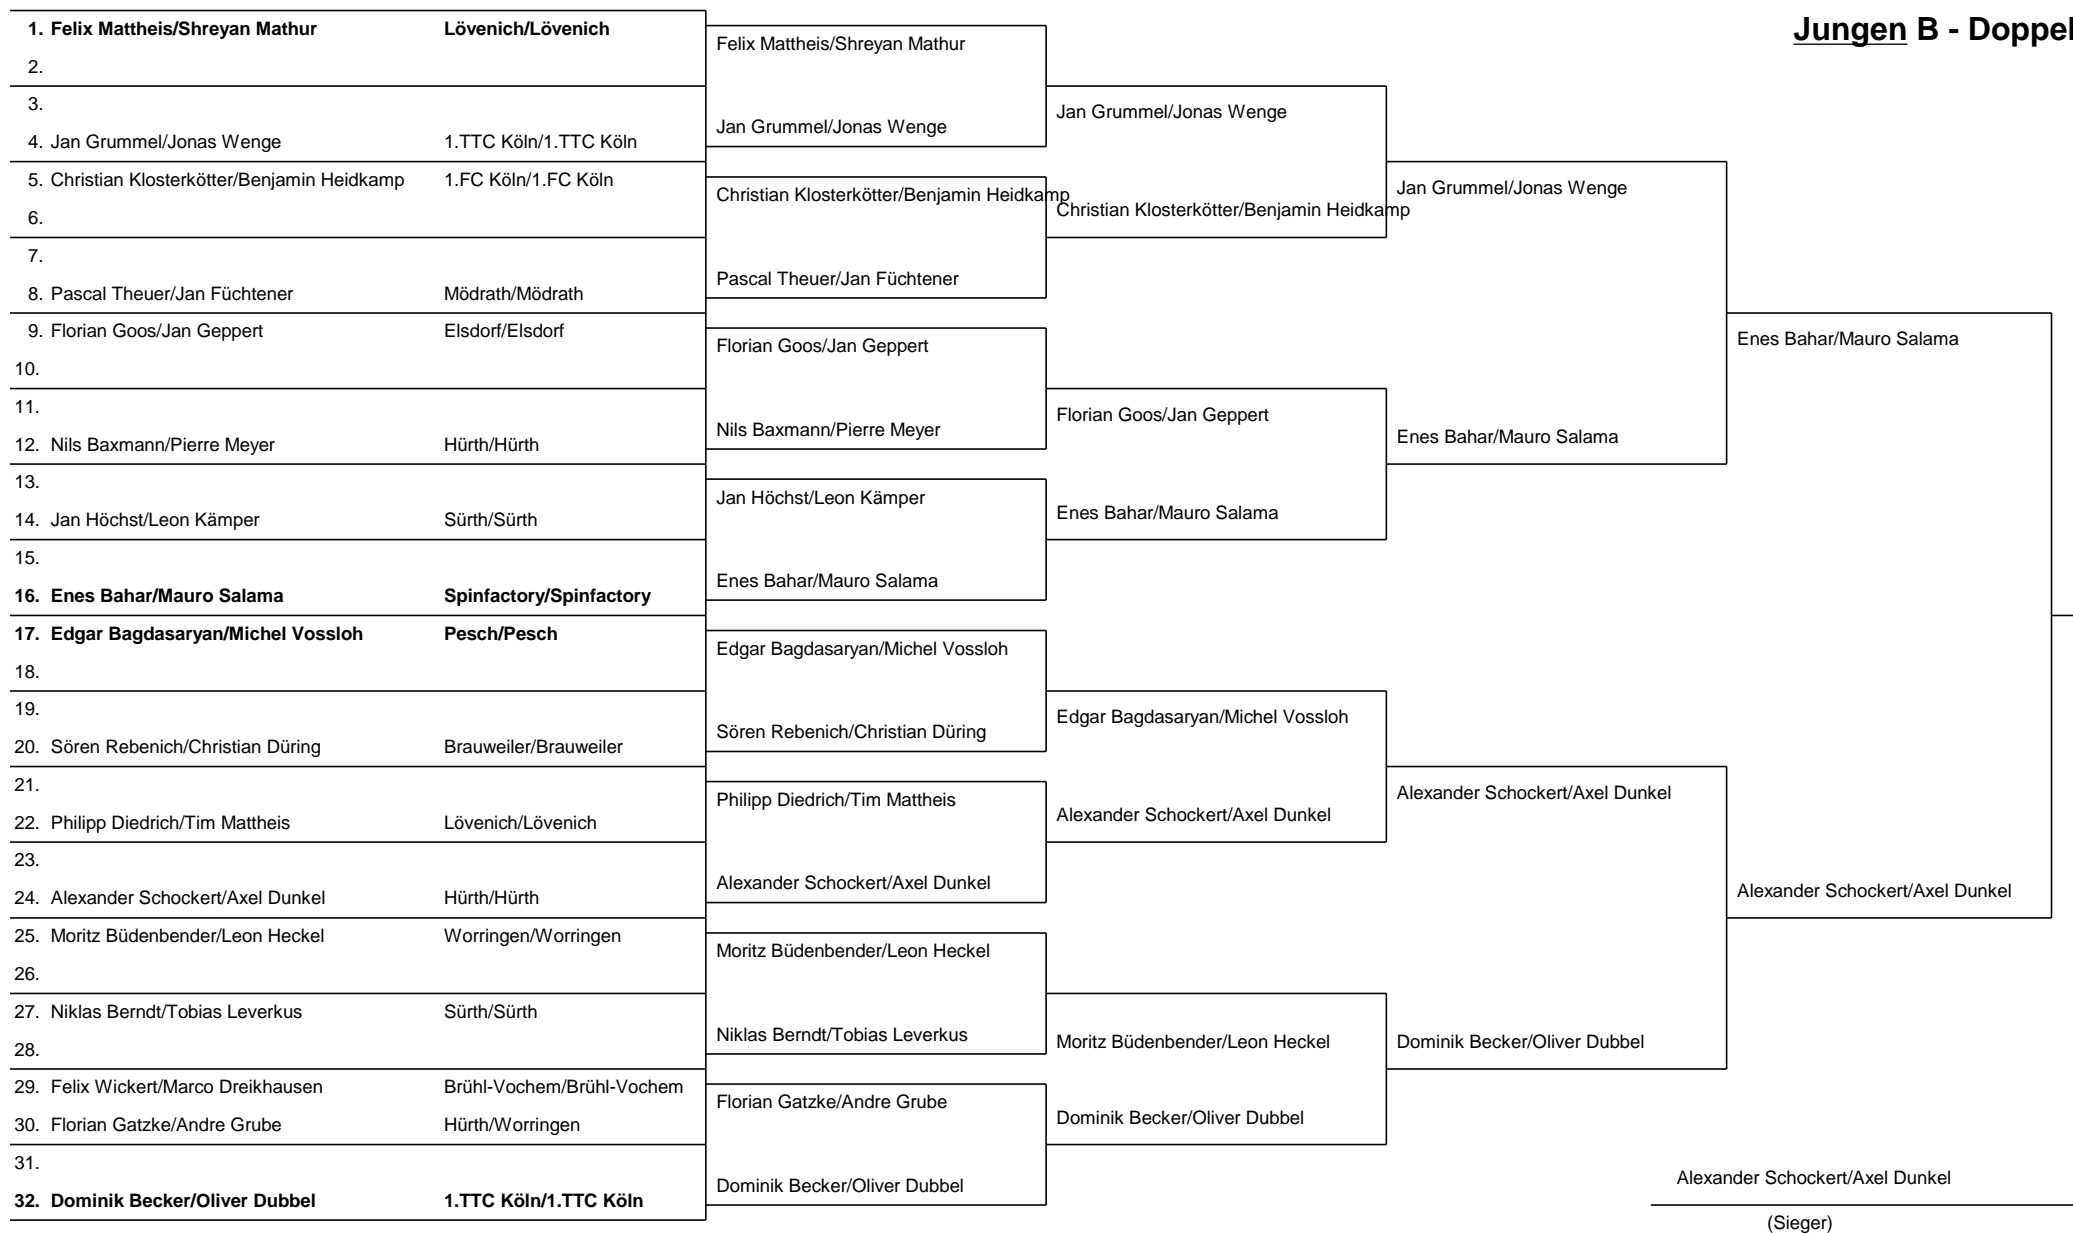 Jungen B - Doppel
1. Felix Mattheis/Shreyan Mathur Lövenich/Lövenich
2.
3.
4. Jan Grummel/Jonas Wenge 1.TTC Köln/1.TTC Köln
5. Christian Klosterkötter/Benjamin Heidkamp 1.FC Köln/1.FC Köln
6.
7.
8. Pascal Theuer/Jan Füchtener Mödrath/Mödrath
9. Florian Goos/Jan Geppert Elsdorf/Elsdorf
10.
11.
12. Nils Baxmann/Pierre Meyer Hürth/Hürth
13.
14. Jan Höchst/Leon Kämper Sürth/Sürth
15.
16. Enes Bahar/Mauro Salama Spinfactory/Spinfactory
17. Edgar Bagdasaryan/Michel Vossloh Pesch/Pesch
18.
19.
20. Sören Rebenich/Christian Düring Brauweiler/Brauweiler
21.
22. Philipp Diedrich/Tim Mattheis Lövenich/Lövenich
23.
24. Alexander Schockert/Axel Dunkel Hürth/Hürth
25. Moritz Büdenbender/Leon Heckel Worringen/Worringen
26.
27. Niklas Berndt/Tobias Leverkus Sürth/Sürth
28.
29. Felix Wickert/Marco Dreikhausen Brühl-Vochem/Brühl-Vochem
30. Florian Gatzke/Andre Grube Hürth/Worringen
31.
32. Dominik Becker/Oliver Dubbel 1.TTC Köln/1.TTC Köln
Felix Mattheis/Shreyan Mathur
Jan Grummel/Jonas Wenge
Christian Klosterkötter/Benjamin Heidkamp
Pascal Theuer/Jan Füchtener
Florian Goos/Jan Geppert
Nils Baxmann/Pierre Meyer
Jan Höchst/Leon Kämper
Enes Bahar/Mauro Salama
Edgar Bagdasaryan/Michel Vossloh
Sören Rebenich/Christian Düring
Philipp Diedrich/Tim Mattheis
Alexander Schockert/Axel Dunkel
Moritz Büdenbender/Leon Heckel
Niklas Berndt/Tobias Leverkus
Florian Gatzke/Andre Grube
Dominik Becker/Oliver Dubbel
Jan Grummel/Jonas Wenge
Christian Klosterkötter/Benjamin Heidkamp
Florian Goos/Jan Geppert
Enes Bahar/Mauro Salama
Edgar Bagdasaryan/Michel Vossloh
Alexander Schockert/Axel Dunkel
Moritz Büdenbender/Leon Heckel
Dominik Becker/Oliver Dubbel
Jan Grummel/Jonas Wenge
Enes Bahar/Mauro Salama
Alexander Schockert/Axel Dunkel
Dominik Becker/Oliver Dubbel
Enes Bahar/Mauro Salama
Alexander Schockert/Axel Dunkel
Alexander Schockert/Axel Dunkel
(Sieger)